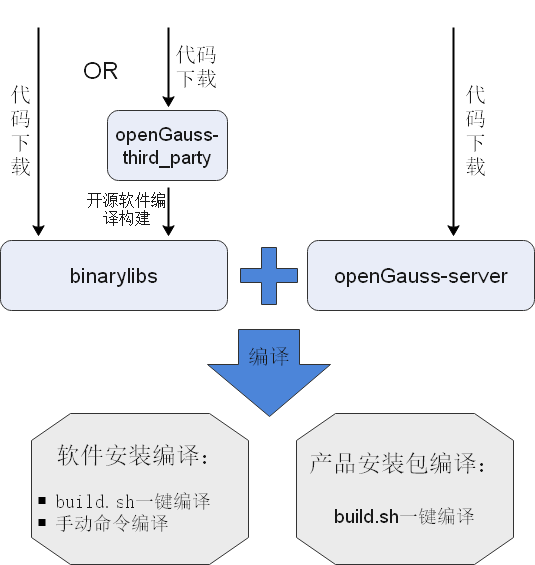 OR
代码
下载
代
码
下
载
代
码
下
载
openGauss-
third_party
开源软件编
译构建
binarylibs
openGauss-server
编译
软件安装编译：
▪ build.sh一键编译
▪ 手动命令编译
产品安装包编译：
build.sh一键编译